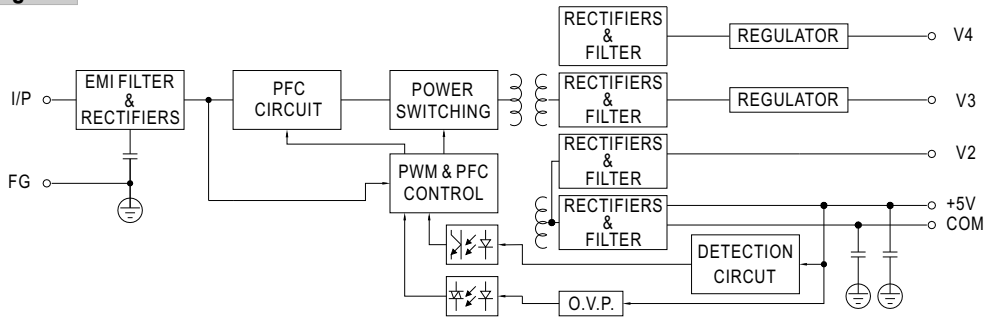 RECTIFIERS
&
FILTER
REGULATOR
V4
I/P
EMI FILTER
&
RECTIFIERS
PFC
CIRCUIT
POWER
SWITCHING
RECTIFIERS
&
FILTER
REGULATOR
V3
FG
PWM & PFC
CONTROL
RECTIFIERS
&
FILTER
V2
RECTIFIERS
&
FILTER
+5V
COM
DETECTION
CIRCUT
O.V.P.